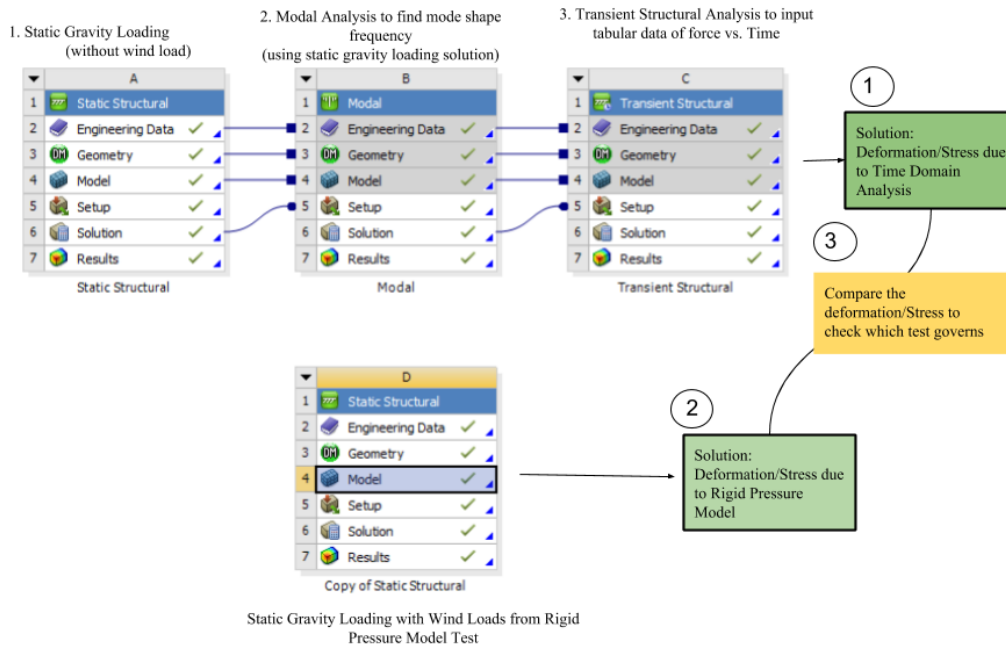 1. Static Gravity Loading
(without wind load)
2. Modal Analysis to find mode shape
frequency
(using static gravity loading solution)
3. Transient Structural Analysis to input
tabular data of force vs. Time
A
1 Static Structural
2 Engineering Data
3 DM Geometry
4 Model
5 Setup
6 Solution
7 Results
Static Structural
B
1 Modal
2 Engineering Data
3 DM Geometry
4 Model
5 Setup
6 Solution
7 Results
Modal
C
1 Transient Structural
2 Engineering Data
3 DM Geometry
4 Model
5 Setup
6 Solution
7 Results
Transient Structural
1
Solution:
Deformation/Stress due
to Time Domain
Analysis
3
Compare the
deformation/Stress to
check which test governs
D
1 Static Structural
2 Engineering Data
3 DM Geometry
4 Model
5 Setup
6 Solution
7 Results
Copy of Static Structural
2
Solution:
Deformation/Stress due
to Rigid Pressure
Model
Static Gravity Loading with Wind Loads from Rigid
Pressure Model Test